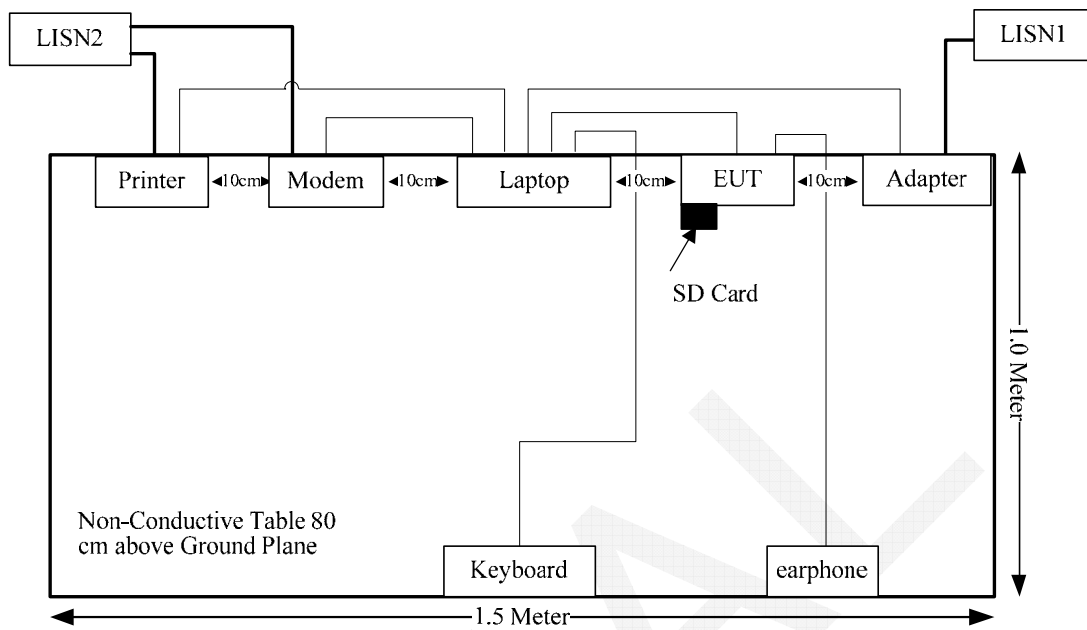 LISN2
LISN1
Printer
10cm
Modem
10cm
Laptop
10cm
EUT
10cm
Adapter
SD Card
1.0 Meter
Non-Conductive Table 80
cm above Ground Plane
Keyboard
earphone
1.5 Meter